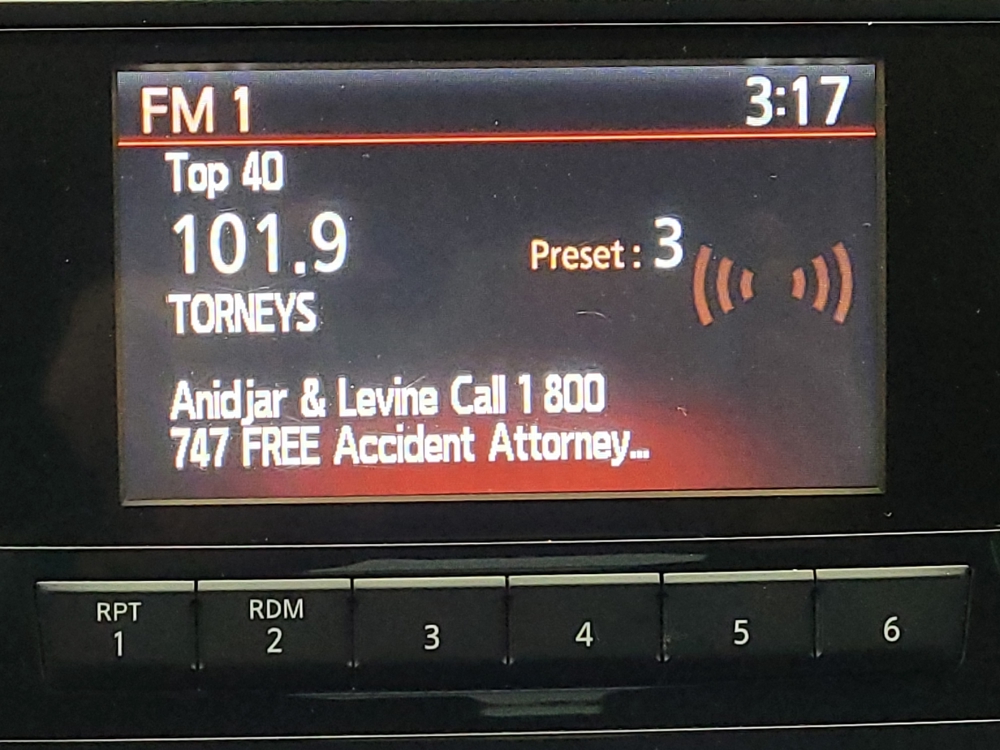 FM 1 3:17
Top 40
101.9 Preset : 3
TORNEYS
Anidjar & Levine Call 1 800
747 FREE Accident Attorney...
RPT RDM
1 2 3 4 5 6